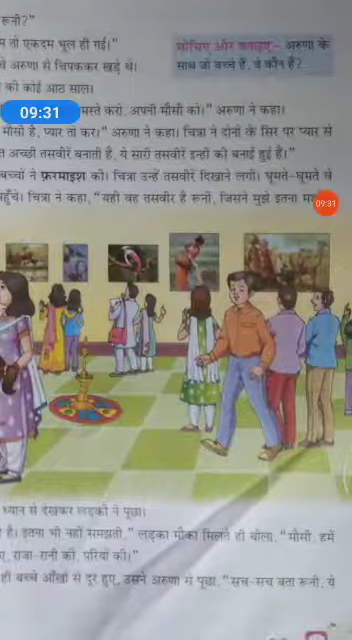 रूनी?"
म तो एकदम भूल ही गई।"
वे अरुणा से चिपककर खड़े थे।
को कोई आठ साल।
सोचिए और बताइए– अरुणा के
साथ जो बच्चे हैं, वे कौन हैं?
09:31
मस्ते करो, अपनी मौसी को।" अरुणा ने कहा।
मौसी है, प्यार तो कर।" अरुणा ने कहा। चित्रा ने दोनों के सिर पर प्यार से
त अच्छी तसवीरें बनाती हैं, ये सारी तसवीरें इन्हीं की बनाई हुई हैं।"
बच्चों ने फ़रमाइश की। चित्रा उन्हें तसवीरें दिखाने लगी। घूमते-घूमते वे
पहुँचे। चित्रा ने कहा, "यही वह तसवीर है रूनी, जिसने मुझे इतना
09:31
ध्यान से देखकर लड़की ने पूछा।
है। इतना भी नहीं समझती," लड़का मौका मिलते ही बोला, "मौसी, हमें
ए, राजा-रानी की, परियों की।"
ही बच्चे आँखों से दूर हुए, उसने अरुणा से पूछा, "सच-सच बता रूनी, ये